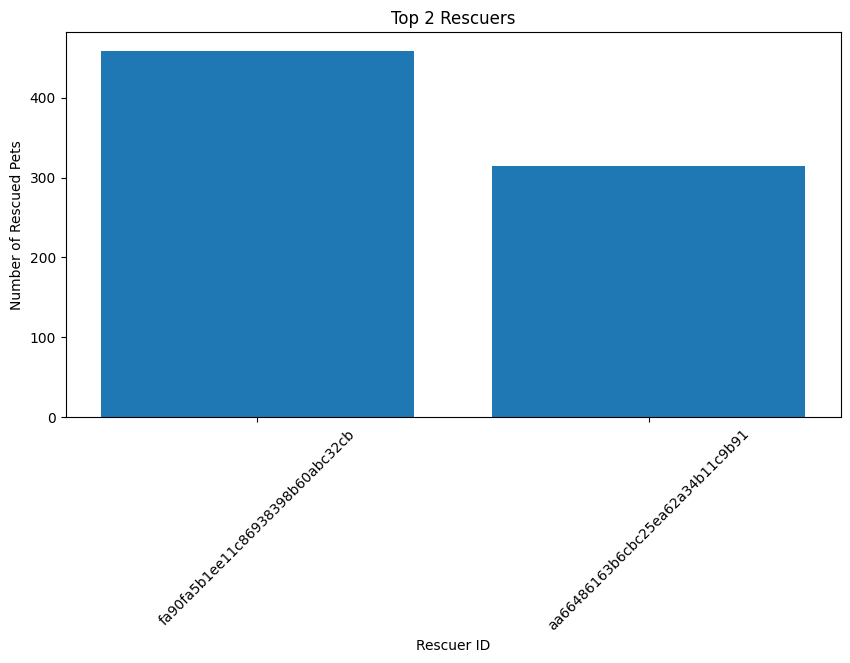 Top 2 Rescuers
Number of Rescued Pets
400
300
200
100
0
fa90fa5b1ee11c86938398b60abc32cb
aa66486163b6cbc25ea62a34b11c9b91
Rescuer ID